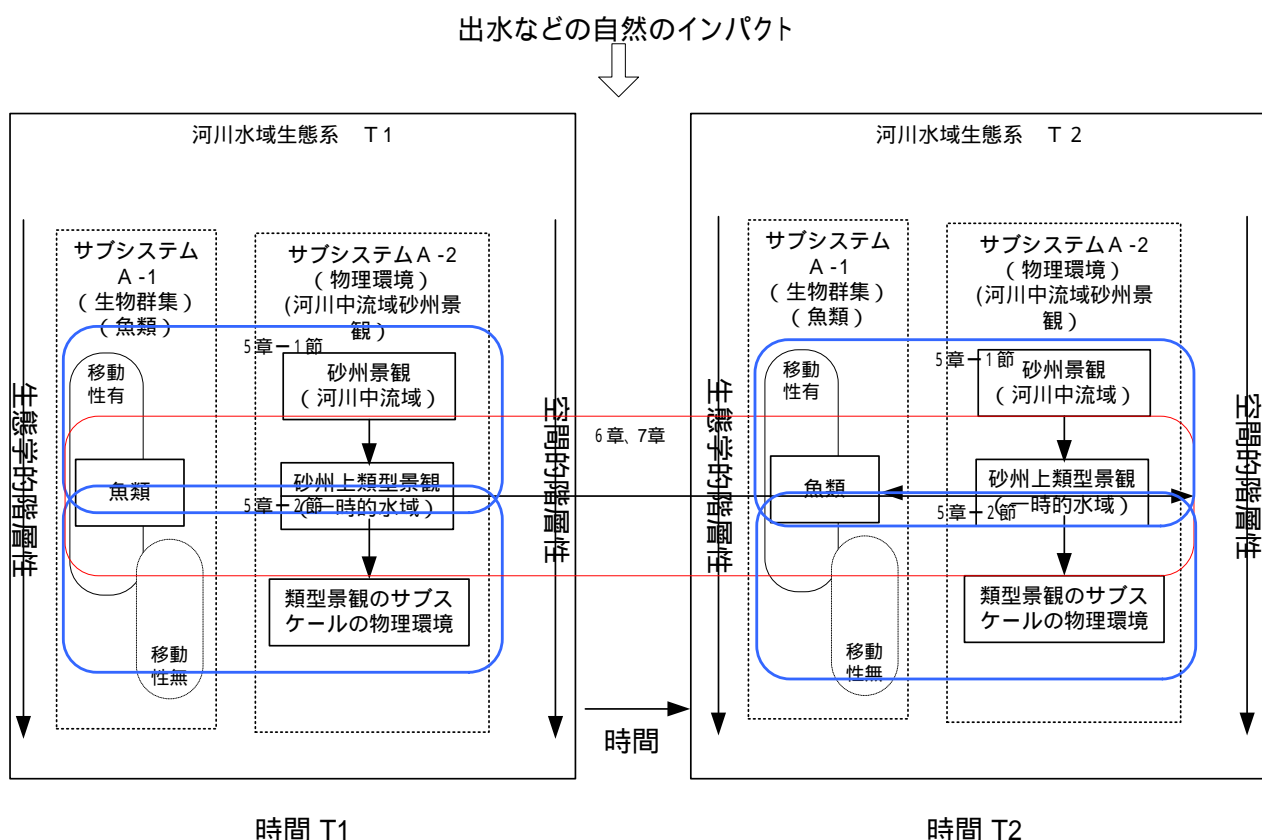 出水などの自然のインパクト
河川水域生態系 T1
サブシステム
A-1
(生物群集)
(魚類)
サブシステムA-2
(物理環境)
(河川中流域砂州景
観)
5章ー1節
移動
性有
砂州景観
(河川中流域)
生態学的階層性
空間的階層性
魚類
砂州上類型景観
(一時的水域)
5章ー2節
類型景観のサブス
ケールの物理環境
移動
性無
6章、7章
時間
河川水域生態系 T2
サブシステム
A-1
(生物群集)
(魚類)
サブシステムA-2
(物理環境)
(河川中流域砂州景
観)
5章ー1節
移動
性有
砂州景観
(河川中流域)
生態学的階層性
空間的階層性
魚類
砂州上類型景観
(一時的水域)
5章ー2節
類型景観のサブス
ケールの物理環境
移動
性無
時間 T1
時間 T2